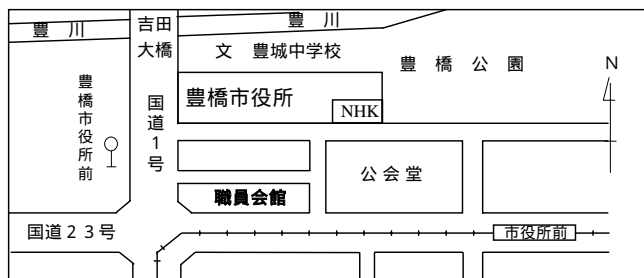 豊川
吉田
大橋
豊川
文 豊城中学校
豊橋公園
N
豊橋市役所前
国道1号
豊橋市役所
NHK
公会堂
職員会館
国道23号
市役所前